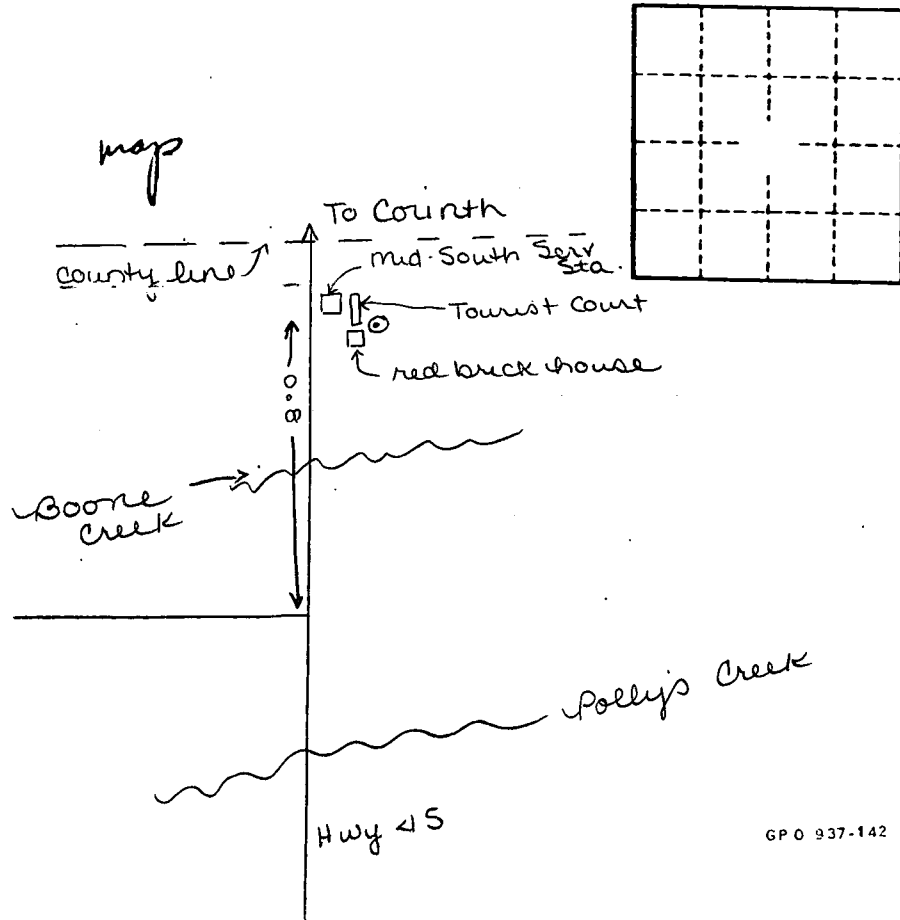 map
To Corinth
county line
Mid-South Serv
Sta.
Tourist Court
red brick house
0.8
Boone
Creek
Polly's Creek
Hwy 45
GPO 937-142